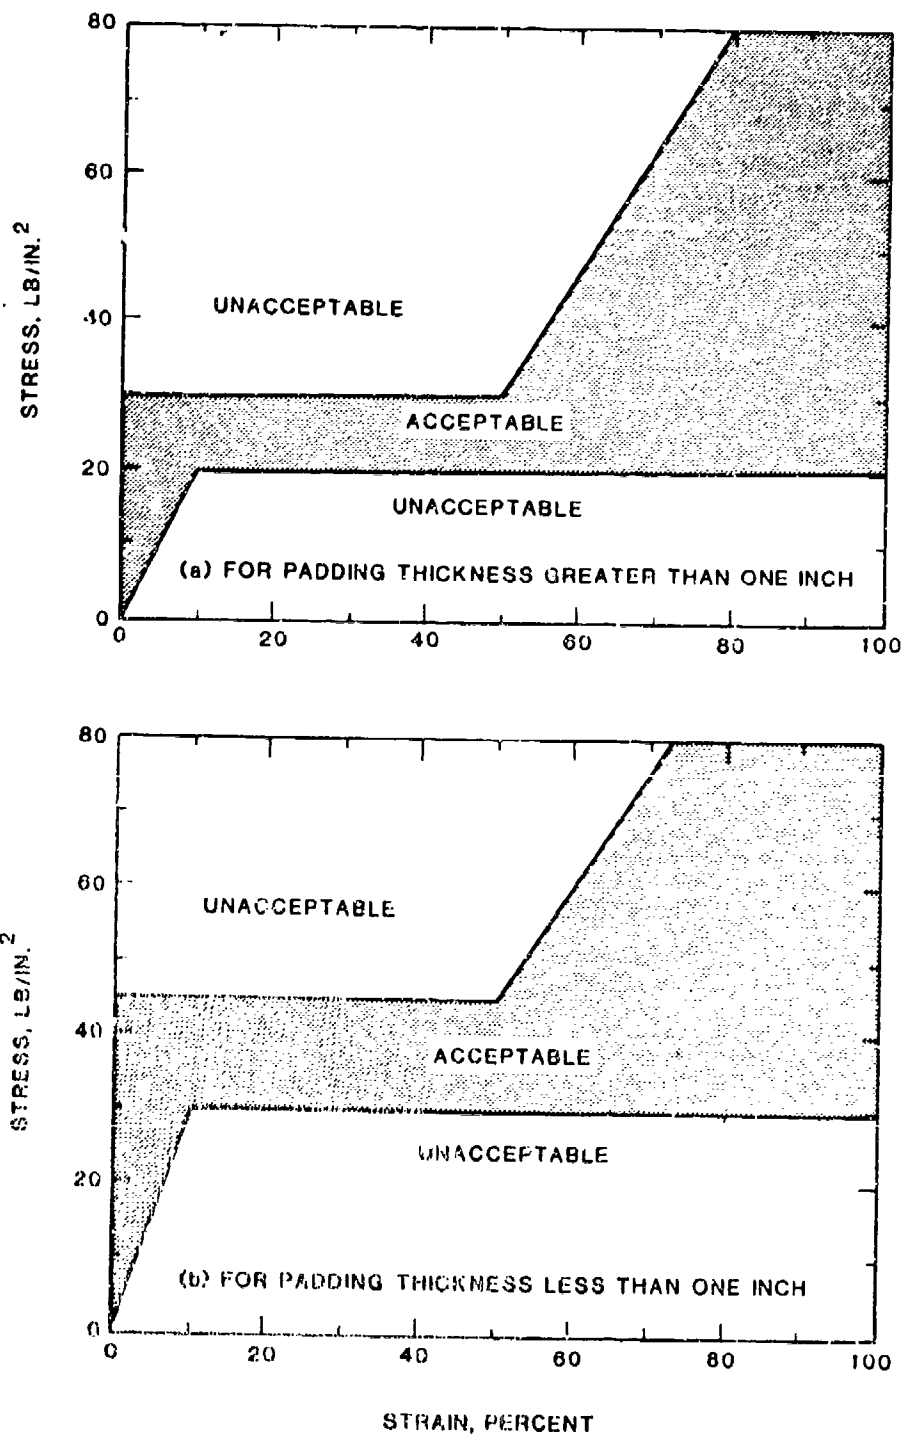 80
60
40
20
0
STRESS, LB/IN.2
UNACCEPTABLE
ACCEPTABLE
UNACCEPTABLE
(a) FOR PADDING THICKNESS GREATER THAN ONE INCH
0 20 40 60 80 100
80
60
40
20
0
STRESS, LB/IN.2
UNACCEPTABLE
ACCEPTABLE
UNACCEPTABLE
(b) FOR PADDING THICKNESS LESS THAN ONE INCH
0 20 40 60 80 100
STRAIN, PERCENT